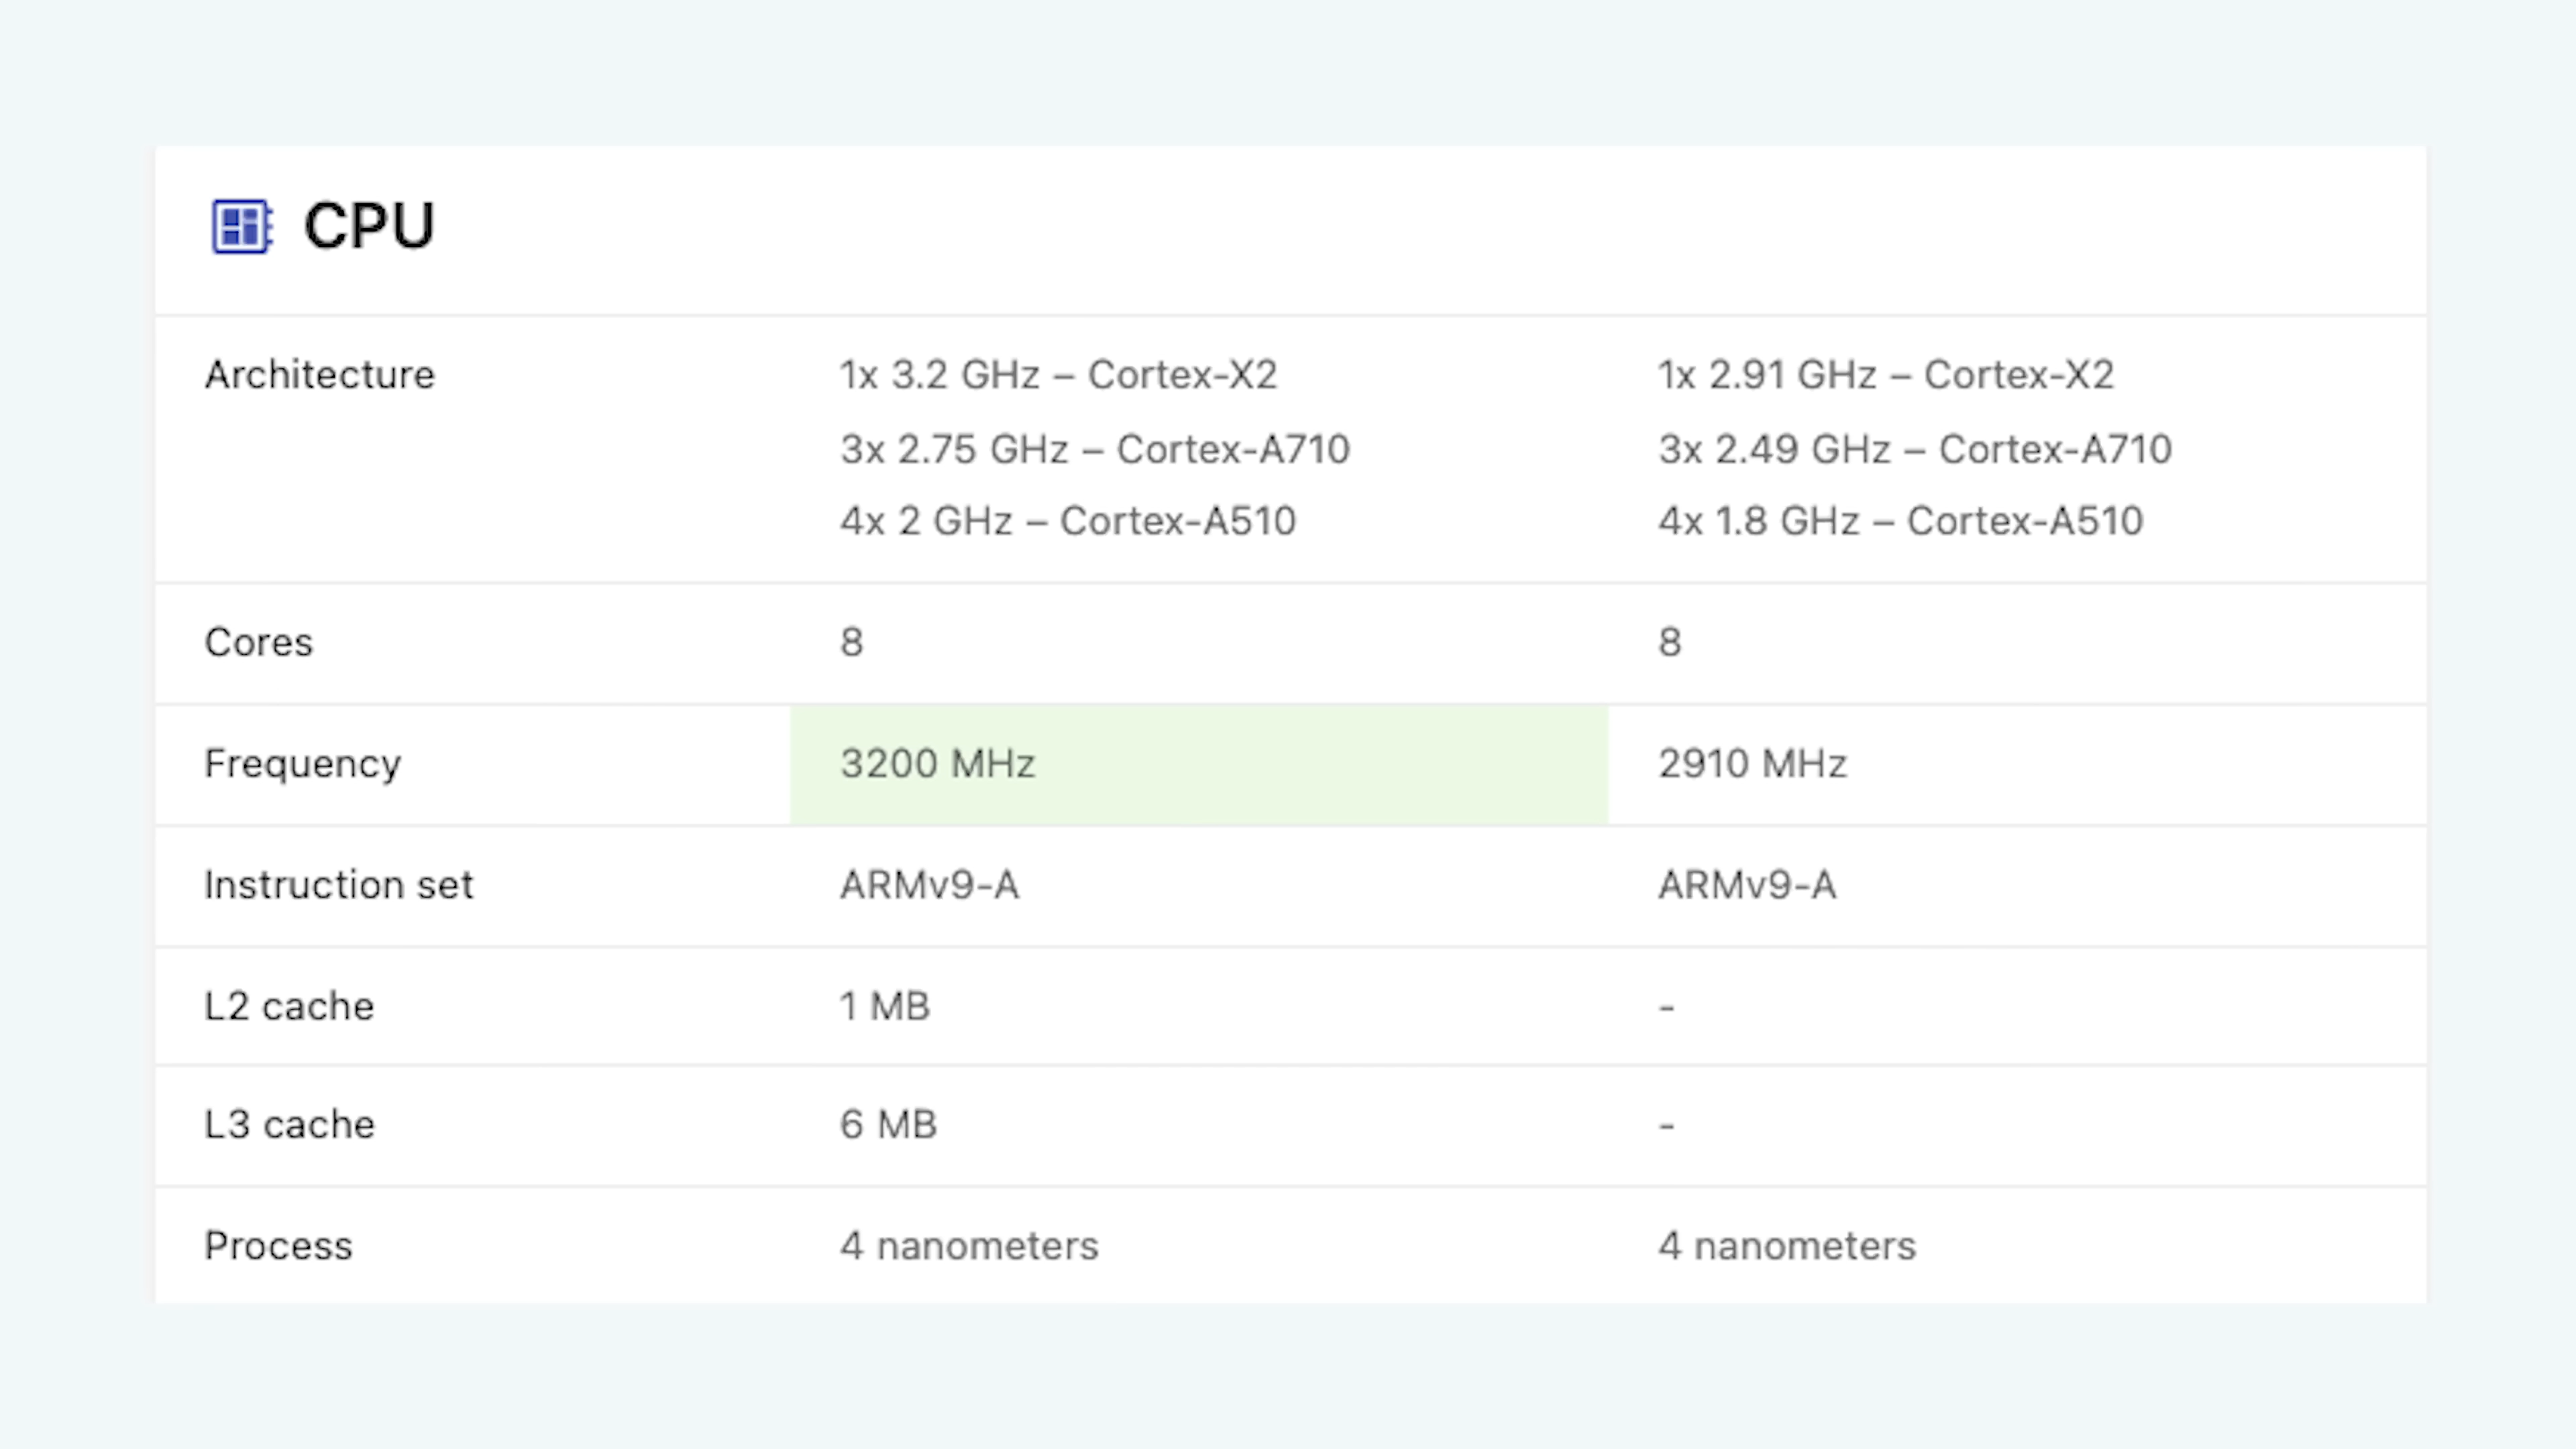 CPU
Architecture 1x 3.2 GHz – Cortex-X2 1x 2.91 GHz – Cortex-X2
3x 2.75 GHz – Cortex-A710 3x 2.49 GHz – Cortex-A710
4x 2 GHz – Cortex-A510 4x 1.8 GHz – Cortex-A510
Cores 8 8
Frequency 3200 MHz 2910 MHz
Instruction set ARMv9-A ARMv9-A
L2 cache 1 MB -
L3 cache 6 MB -
Process 4 nanometers 4 nanometers